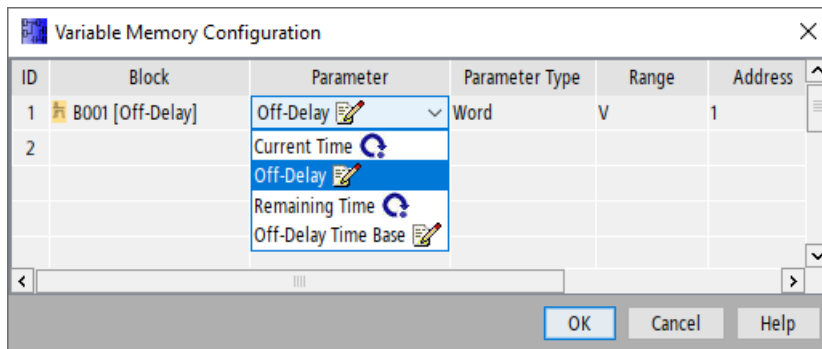 Variable Memory Configuration
ID Block Parameter Parameter Type Range Address
1 B001 [Off-Delay] Off-Delay Word V 1
2 Current Time
Off-Delay
Remaining Time
Off-Delay Time Base
OK Cancel Help